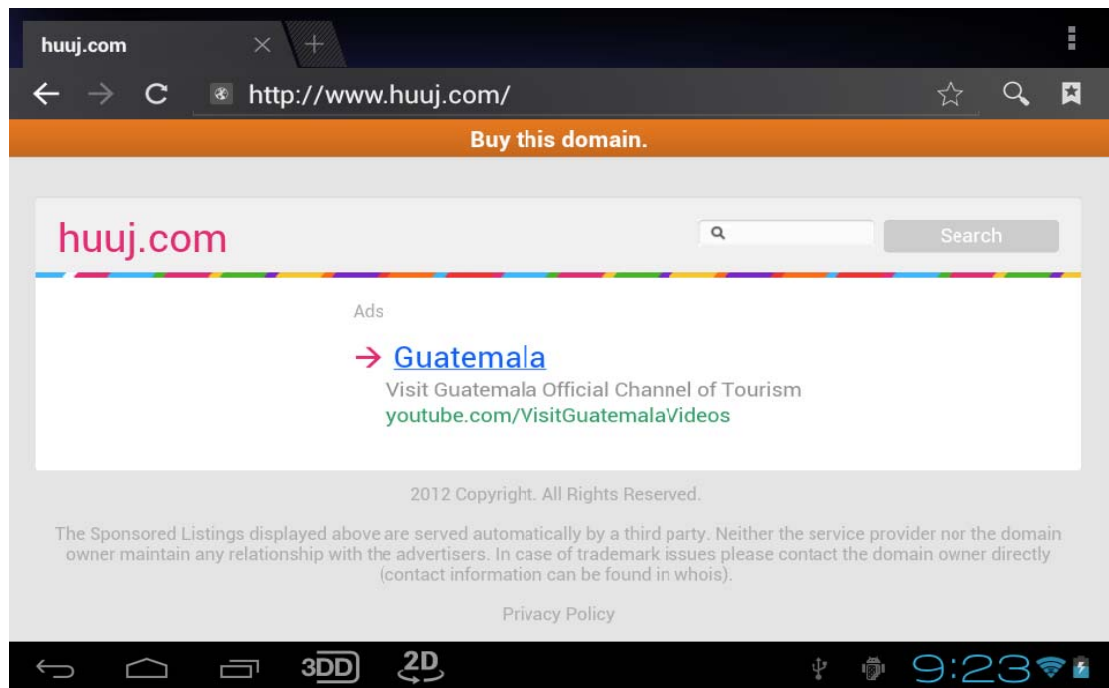 huuj.com
http://www.huuj.com/
Buy this domain.
huuj.com
Search
Ads
Guatemala
Visit Guatemala Official Channel of Tourism
youtube.com/VisitGuatemalaVideos
2012 Copyright. All Rights Reserved.
The Sponsored Listings displayed above are served automatically by a third party. Neither the service provider nor the domain
owner maintain any relationship with the advertisers. In case of trademark issues please contact the domain owner directly
(contact information can be found in whois).
Privacy Policy
3DD 2D 9:23